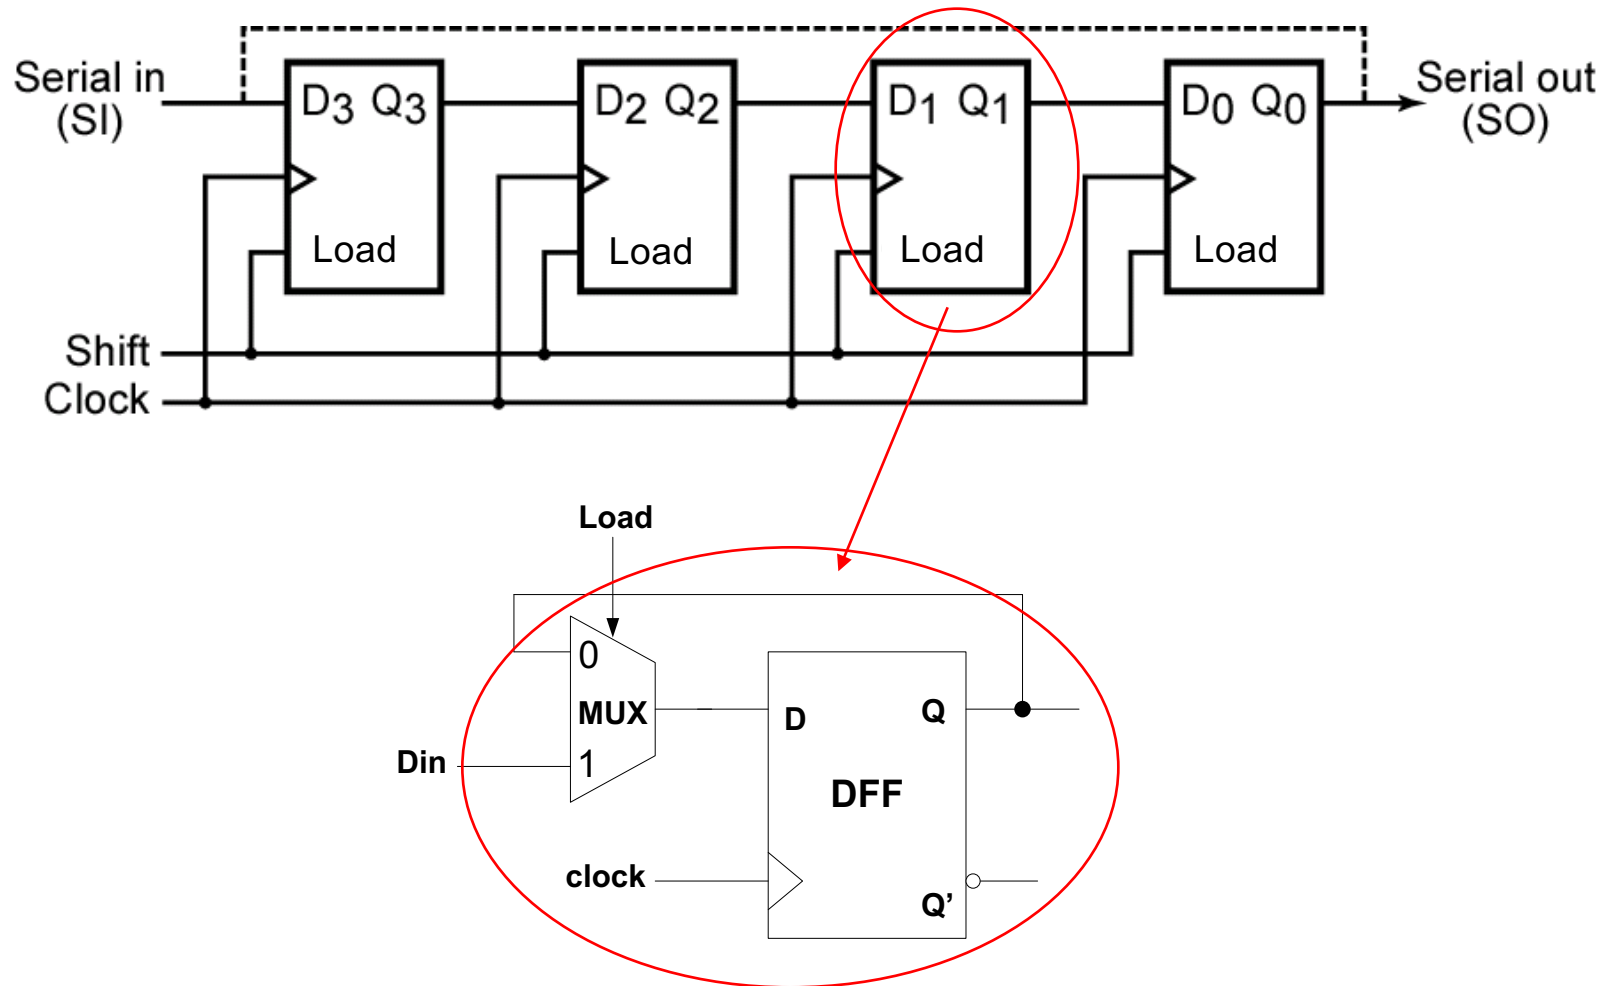 Serial in
(SI)
D3 Q3
D2 Q2
D1 Q1
D0 Q0
Serial out
(SO)
Load
Load
Load
Load
Shift
Clock
Load
0
MUX
1
Din
D
Q
DFF
clock
Q’